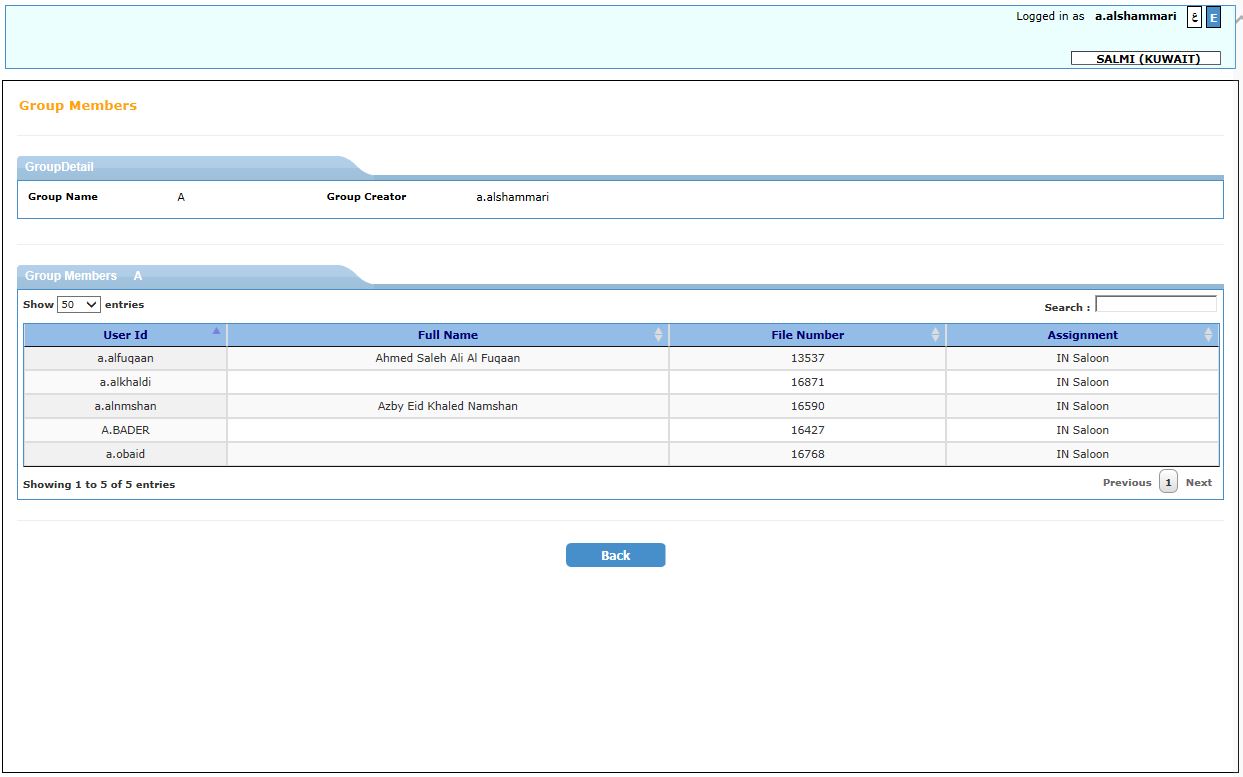 Logged in as a.alshammari ع E
SALMI (KUWAIT)
Group Members
GroupDetail
Group Name A Group Creator a.alshammari
Group Members A
Show 50 entries Search :
User Id Full Name File Number Assignment
a.alfuqaan Ahmed Saleh Ali Al Fuqaan 13537 IN Saloon
a.alkhaldi 16871 IN Saloon
a.alnmshan Azby Eid Khaled Namshan 16590 IN Saloon
A.BADER 16427 IN Saloon
a.obaid 16768 IN Saloon
Showing 1 to 5 of 5 entries Previous 1 Next
Back